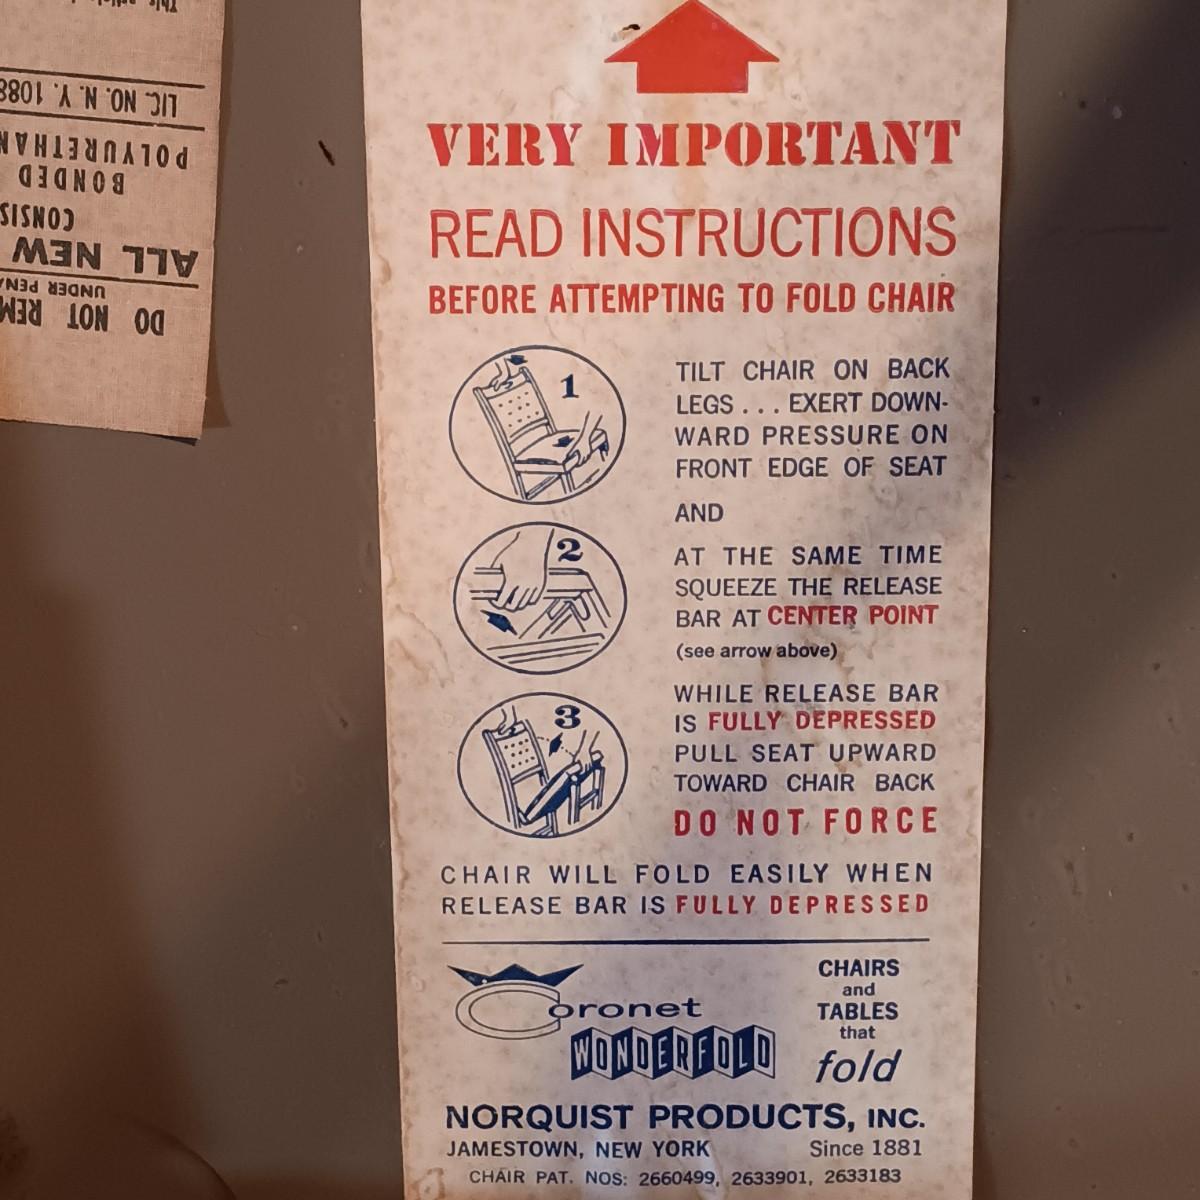 This
LIC. NO. N. Y. 108
POLYURETHAN
BONDED
CONSIS
ALL NEW
UNDER PENA
DO NOT REM
VERY IMPORTANT
READ INSTRUCTIONS
BEFORE ATTEMPTING TO FOLD CHAIR
1
TILT CHAIR ON BACK
LEGS . . . EXERT DOWN-
WARD PRESSURE ON
FRONT EDGE OF SEAT
AND
2
AT THE SAME TIME
SQUEEZE THE RELEASE
BAR AT CENTER POINT
(see arrow above)
3
WHILE RELEASE BAR
IS FULLY DEPRESSED
PULL SEAT UPWARD
TOWARD CHAIR BACK
DO NOT FORCE
CHAIR WILL FOLD EASILY WHEN
RELEASE BAR IS FULLY DEPRESSED
Coronet
WONDERFOLD
CHAIRS
and
TABLES
that
fold
NORQUIST PRODUCTS, INC.
JAMESTOWN, NEW YORK Since 1881
CHAIR PAT. NOS: 2660499, 2633901, 2633183